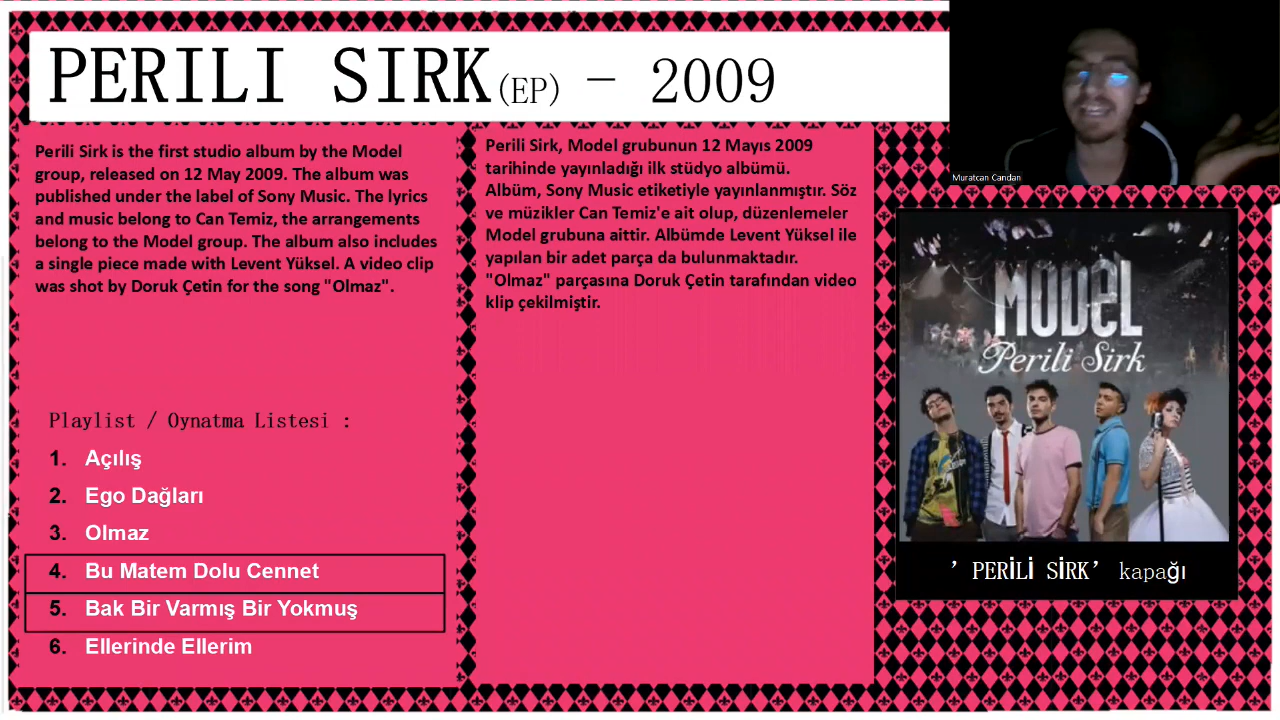 PERILI SIRK(EP) - 2009
Perili Sirk is the first studio album by the Model
group, released on 12 May 2009. The album was
published under the label of Sony Music. The lyrics
and music belong to Can Temiz, the arrangements
belong to the Model group. The album also includes
a single piece made with Levent Yüksel. A video clip
was shot by Doruk Çetin for the song "Olmaz".
Playlist / Oynatma Listesi :
1. Açılış
2. Ego Dağları
3. Olmaz
4. Bu Matem Dolu Cennet
5. Bak Bir Varmış Bir Yokmuş
6. Ellerinde Ellerim
Perili Sirk, Model grubunun 12 Mayıs 2009
tarihinde yayınladığı ilk stüdyo albümü.
Albüm, Sony Music etiketiyle yayınlanmıştır. Söz
ve müzikler Can Temiz'e ait olup, düzenlemeler
Model grubuna aittir. Albümde Levent Yüksel ile
yapılan bir adet parça da bulunmaktadır.
"Olmaz" parçasına Doruk Çetin tarafından video
klip çekilmiştir.
Muratcan Candan
MODEL
Perili Sirk
’ PERİLİ SİRK’ kapağı